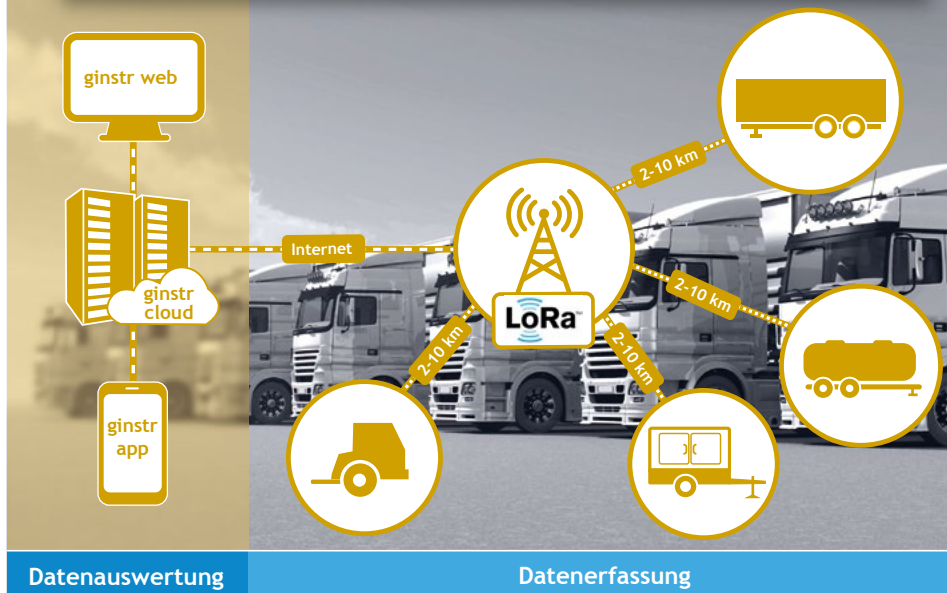 ginstr web
2-10 km
Internet
ginstr
cloud
LoRa
2-10 km
2-10 km
2-10 km
ginstr
app
Datenauswertung
Datenerfassung